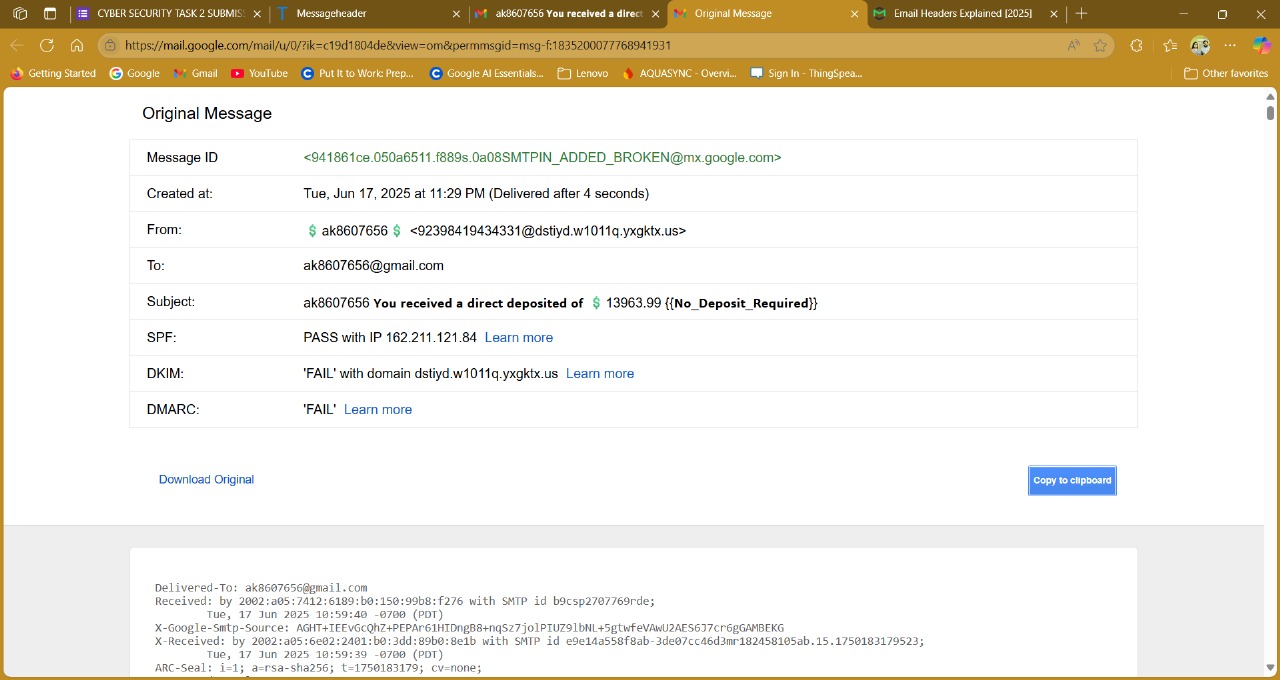 CYBER SECURITY TASK 2 SUBMIS
Messageheader
ak8607656 You received a direct
Original Message
Email Headers Explained [2025]
https://mail.google.com/mail/u/0/?ik=c19d1804de&view=om&permmsgid=msg-f:1835200077768941931
Getting Started
Google
Gmail
YouTube
Put It to Work: Prep...
Google AI Essentials...
Lenovo
AQUASYNC - Overvi...
Sign In - ThingSpea...
Other favorites
Original Message
Message ID <941861ce.050a6511.f889s.0a08SMTPIN_ADDED_BROKEN@mx.google.com>
Created at: Tue, Jun 17, 2025 at 11:29 PM (Delivered after 4 seconds)
From: 💲ak8607656💲 <92398419434331@dstiyd.w1011q.yxgktx.us>
To: ak8607656@gmail.com
Subject: ak8607656 You received a direct deposited of 💲13963.99 {{No_Deposit_Required}}
SPF: PASS with IP 162.211.121.84 Learn more
DKIM: 'FAIL' with domain dstiyd.w1011q.yxgktx.us Learn more
DMARC: 'FAIL' Learn more
Download Original
Copy to clipboard
Delivered-To: ak8607656@gmail.com
Received: by 2002:a05:7412:6189:b0:150:99b8:f276 with SMTP id b9csp2707769rde;
Tue, 17 Jun 2025 10:59:40 -0700 (PDT)
X-Google-Smtp-Source: AGHT+IEEvGcQhZ+PEPAr61HIDngB8+nqSz7jolPIUZ9lbNL+5gtwfeVAwU2AES6J7cr6gGAMBEKG
X-Received: by 2002:a05:6e02:2401:b0:3dd:89b0:8e1b with SMTP id e9e14a558f8ab-3de07cc46d3mr182458105ab.15.1750183179523;
Tue, 17 Jun 2025 10:59:39 -0700 (PDT)
ARC-Seal: i=1; a=rsa-sha256; t=1750183179; cv=none;